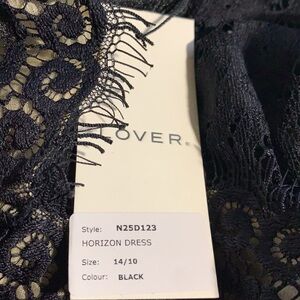 LOVER.
Style: N25D123
HORIZON DRESS
Size: 14/10
Colour: BLACK